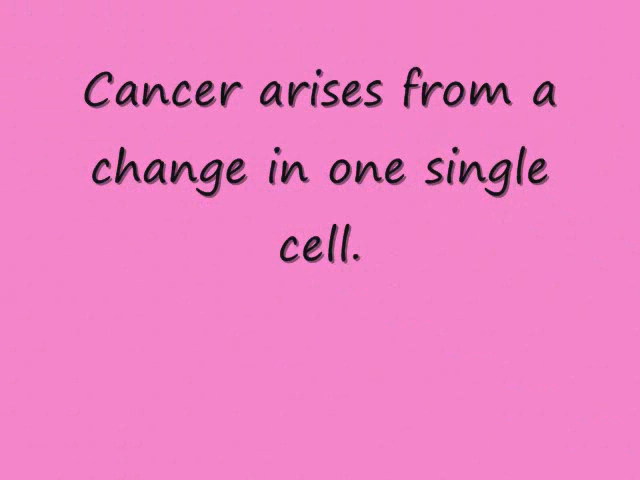 Cancer arises from a
change in one single
cell.